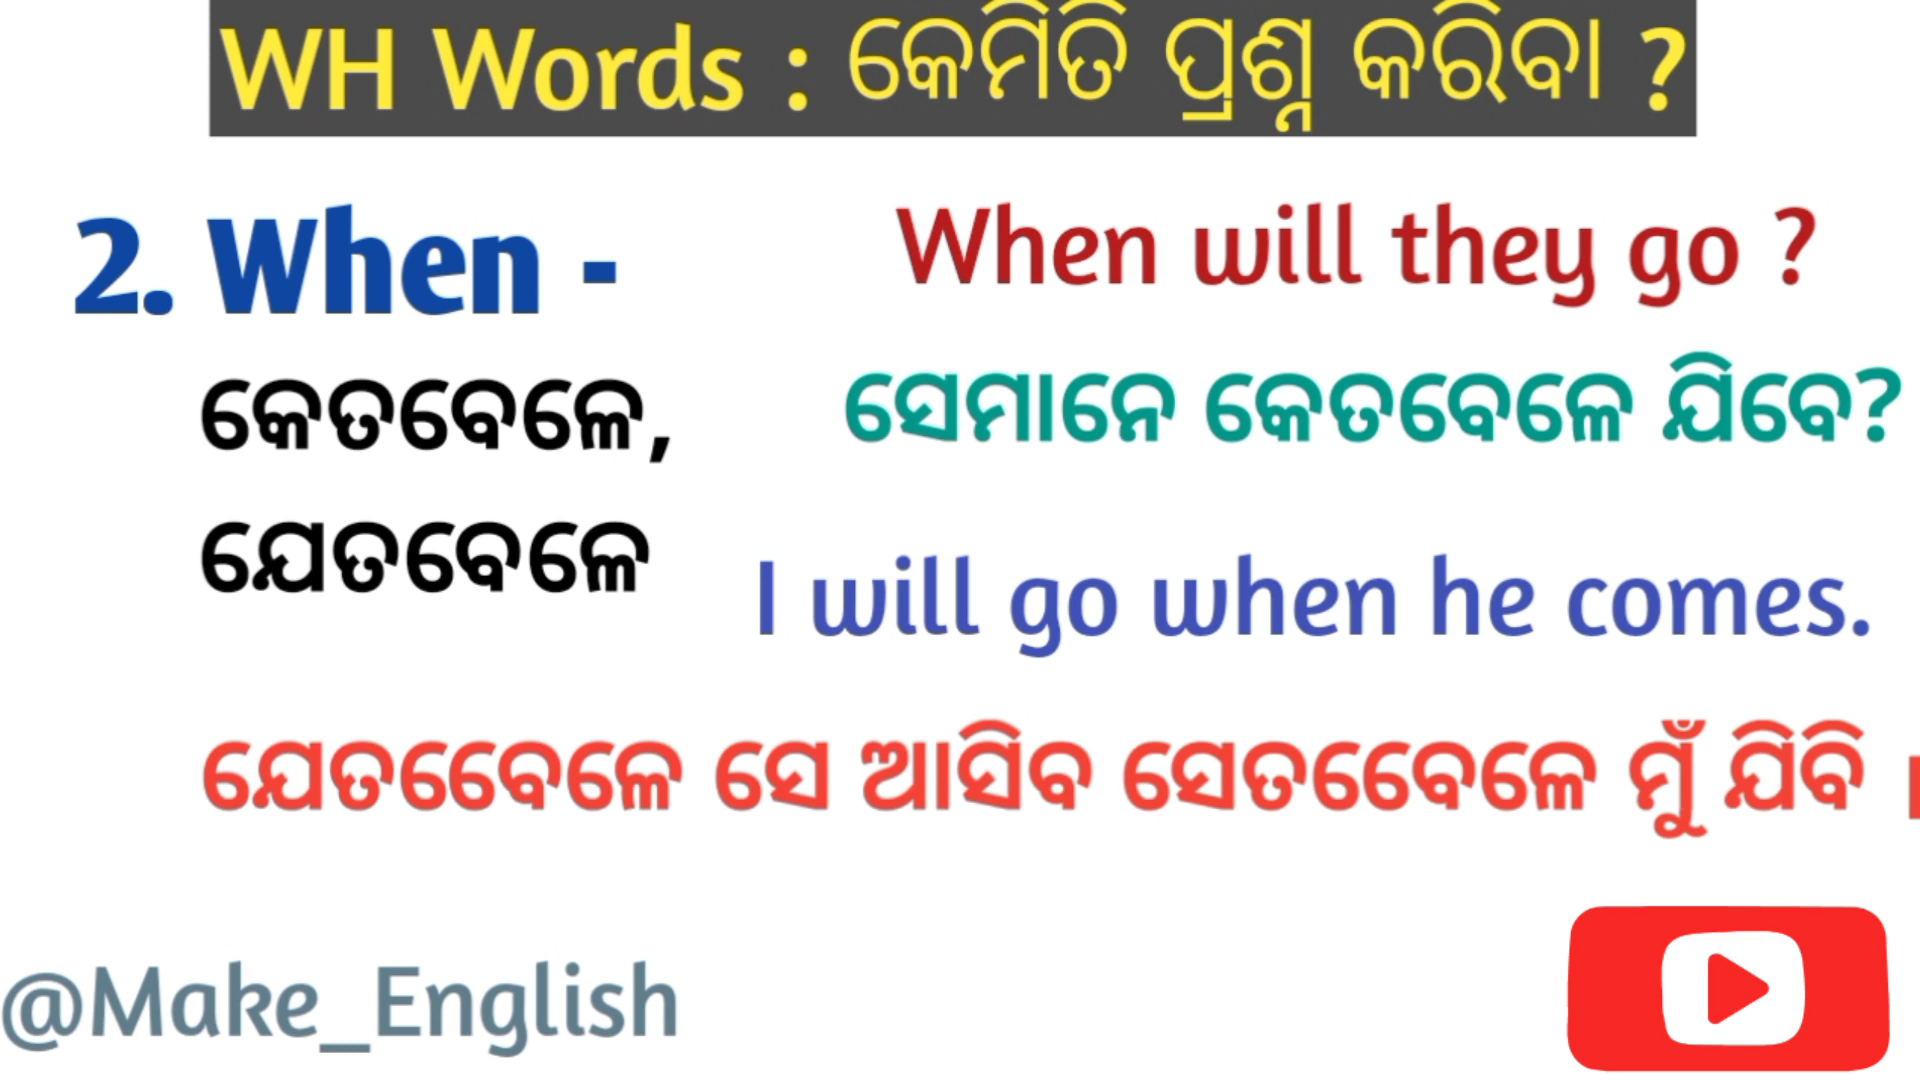 WH Words : କେମିତି ପ୍ରଶ୍ନ କରିବା ?
2. When -
କେତବେଳେ,
ଯେତବେଳେ
When will they go ?
ସେମାନେ କେତବେଳେ ଯିବେ?
I will go when he comes.
ଯେତବେେଳେ ସେ ଆସିବ ସେତବେେଳେ ମୁଁ ଯିବି ।
@Make_English